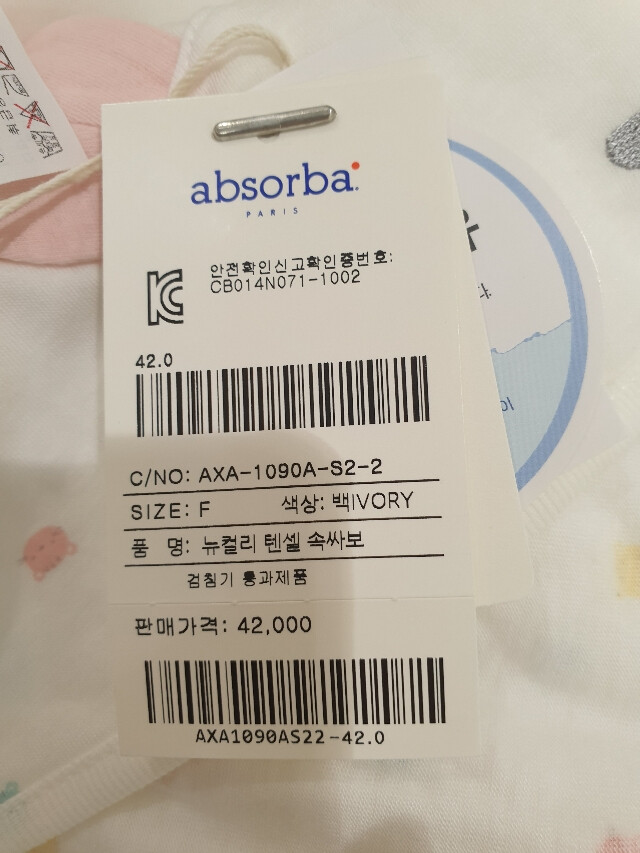 absorba.
PARIS
안전확인신고확인증번호:
CB014N071-1002
42.0
C/NO: AXA-1090A-S2-2
SIZE: F 색상: 백IVORY
품 명: 뉴컬리 텐셀 속싸보
검침기 통과제품
판매가격: 42,000
AXA1090AS22-42.0